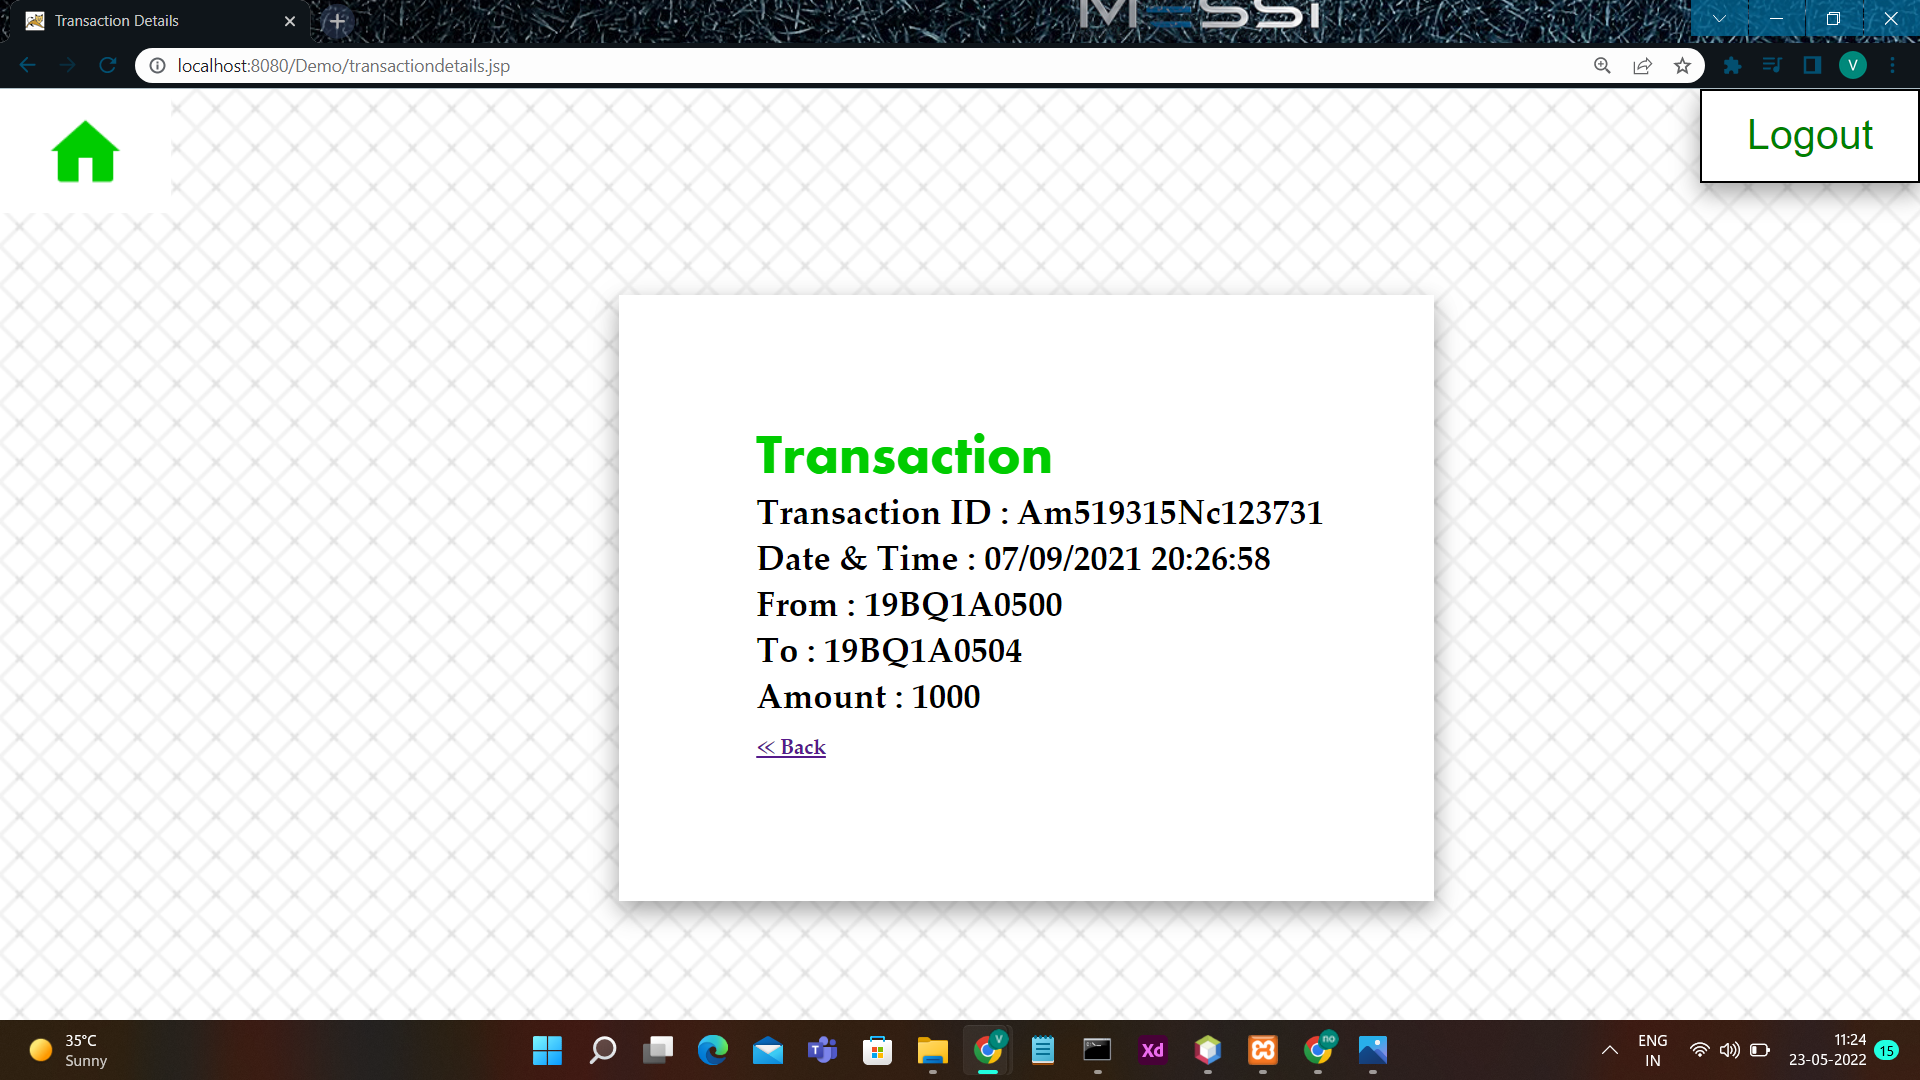 MESSi
Transaction Details
localhost:8080/Demo/transactiondetails.jsp
V
Logout
Transaction
Transaction ID : Am519315Nc123731
Date & Time : 07/09/2021 20:26:58
From : 19BQ1A0500
To : 19BQ1A0504
Amount : 1000
<< Back
35°C
Sunny
V
Xd
no
ENG
IN
11:24
23-05-2022
15